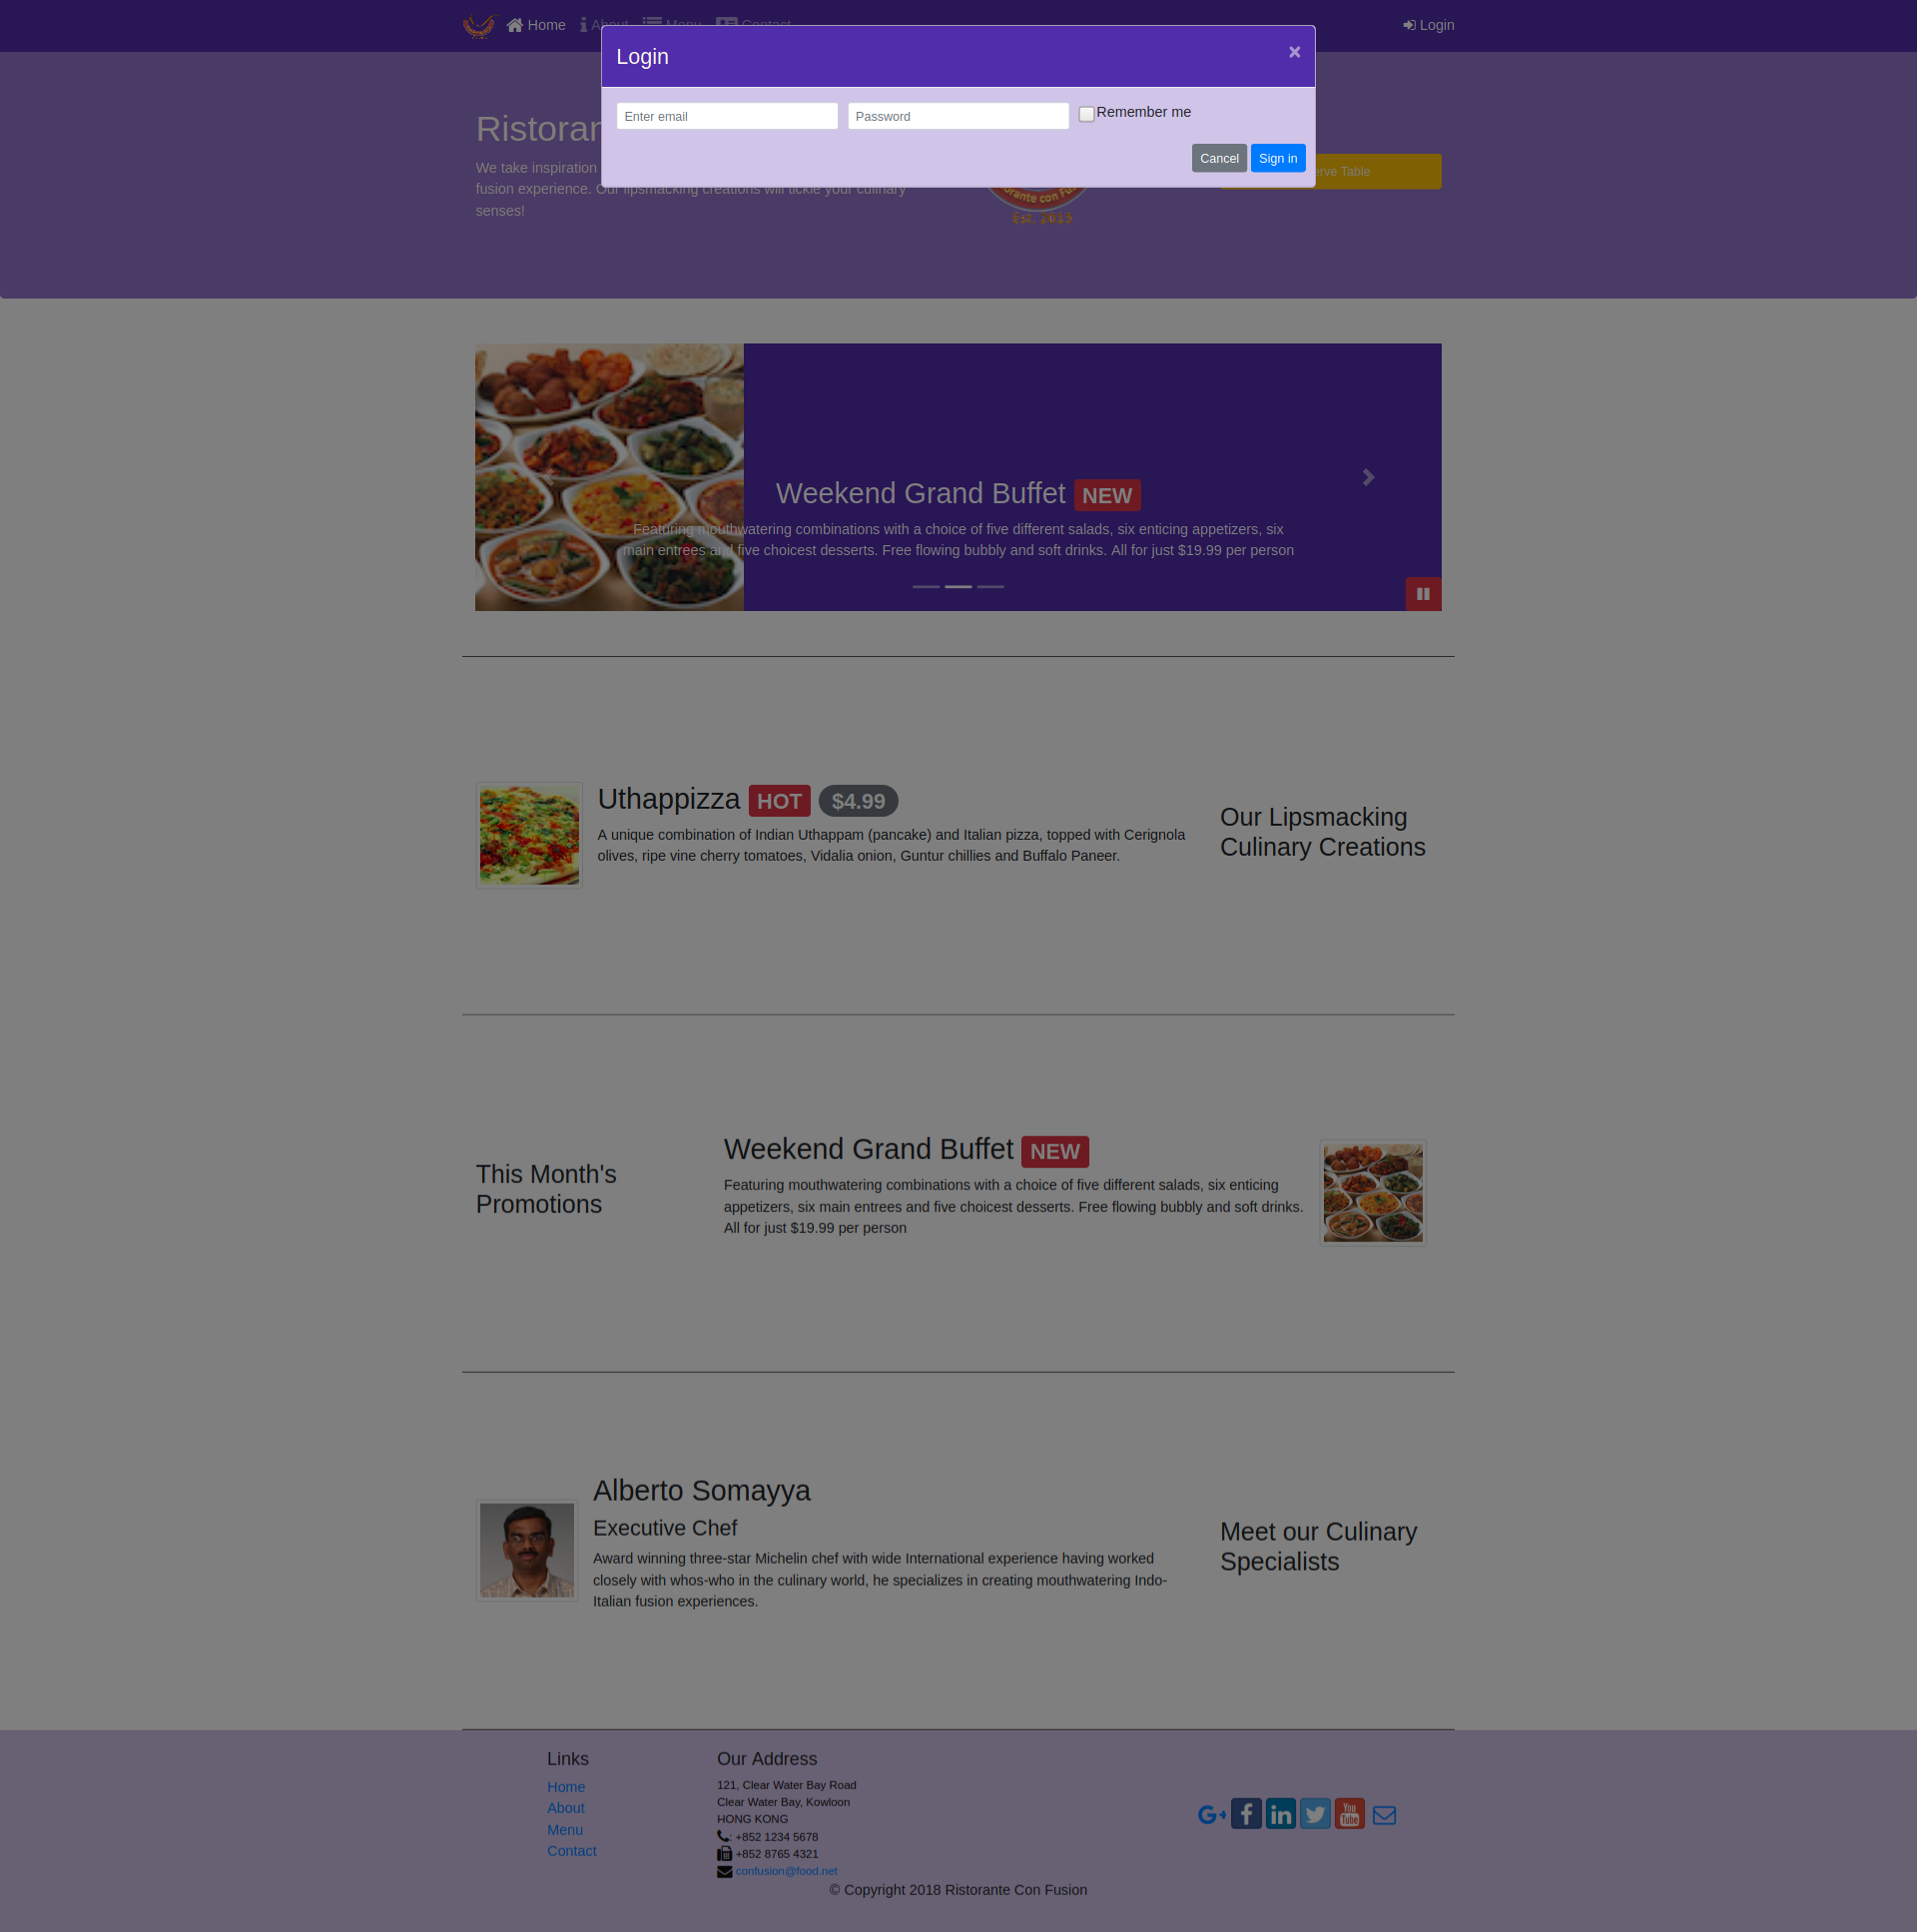 Home About Menu Contact Login
Login ×
Enter email Password Remember me
Cancel Sign in
We take inspiration
fusion experience. Our lipsmacking creations will tickle your culinary
senses!
Table
Est. 2013
Weekend Grand Buffet NEW
Featuring mouthwatering combinations with a choice of five different salads, six enticing appetizers, six
main entrees and five choicest desserts. Free flowing bubbly and soft drinks. All for just $19.99 per person
Uthappizza HOT $4.99
A unique combination of Indian Uthappam (pancake) and Italian pizza, topped with Cerignola
olives, ripe vine cherry tomatoes, Vidalia onion, Guntur chillies and Buffalo Paneer.
Our Lipsmacking
Culinary Creations
This Month's
Promotions
Weekend Grand Buffet NEW
Featuring mouthwatering combinations with a choice of five different salads, six enticing
appetizers, six main entrees and five choicest desserts. Free flowing bubbly and soft drinks.
All for just $19.99 per person
Alberto Somayya
Executive Chef
Award winning three-star Michelin chef with wide International experience having worked
closely with whos-who in the culinary world, he specializes in creating mouthwatering Indo-
Italian fusion experiences.
Meet our Culinary
Specialists
Links
Home
About
Menu
Contact
Our Address
121, Clear Water Bay Road
Clear Water Bay, Kowloon
HONG KONG
: +852 1234 5678
+852 8765 4321
confusion@food.net
You Tube
© Copyright 2018 Ristorante Con Fusion